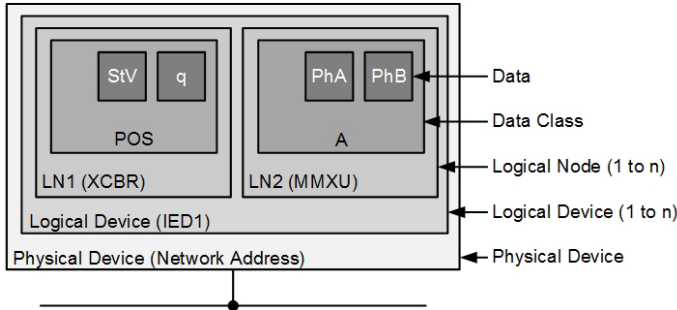 StV q PhA PhB Data
Data Class
POS A
Logical Node (1 to n)
LN1 (XCBR) LN2 (MMXU)
Logical Device (1 to n)
Logical Device (IED1)
Physical Device (Network Address) Physical Device